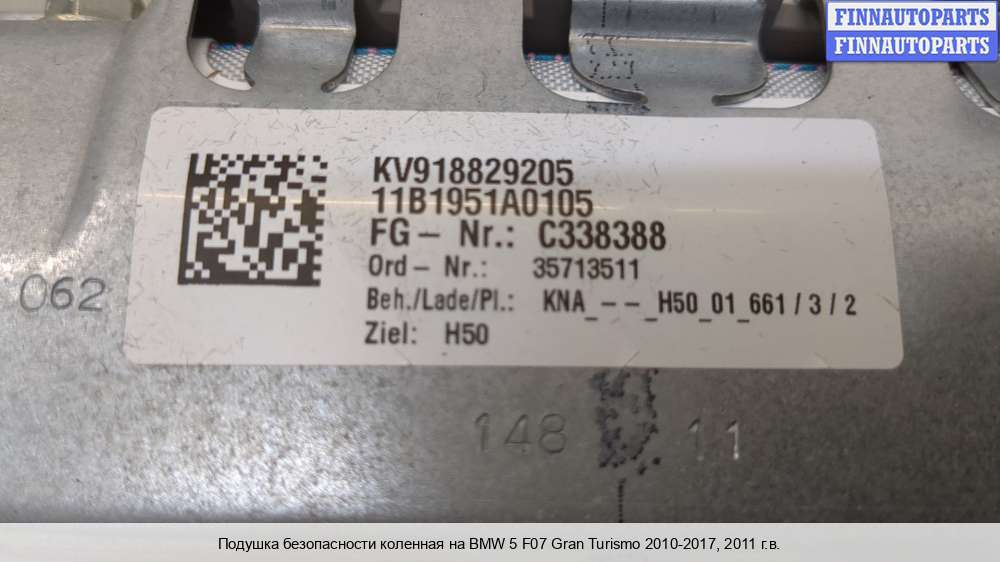 FINNAUTOPARTS
FINNAUTOPARTS
KV918829205
11B1951A0105
FG- Nr.: C338388
Ord- Nr.: 35713511
Beh./Lade/Pl.: KNA_--_H50_01_661/3/2
Ziel: H50
062
148 11
Подушка безопасности коленная на BMW 5 F07 Gran Turismo 2010-2017, 2011 г.в.